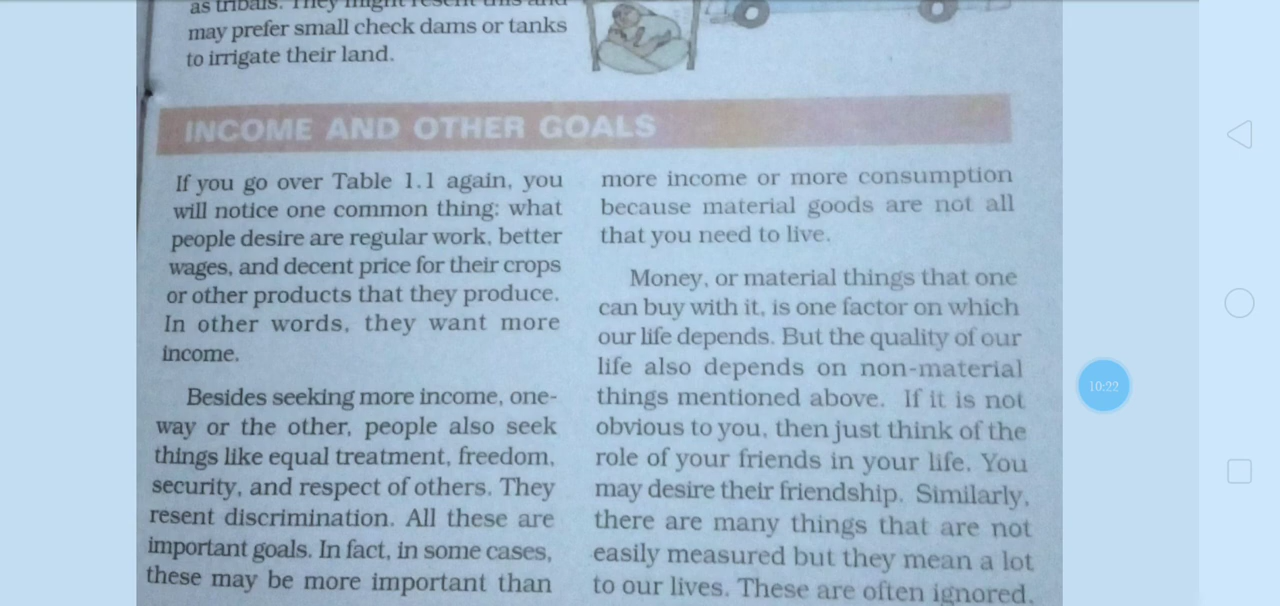 as tribals. They might resent this and
may prefer small check dams or tanks
to irrigate their land.
INCOME AND OTHER GOALS
If you go over Table 1.1 again, you
will notice one common thing: what
people desire are regular work, better
wages, and decent price for their crops
or other products that they produce.
In other words, they want more
income.
Besides seeking more income, one-
way or the other, people also seek
things like equal treatment, freedom,
security, and respect of others. They
resent discrimination. All these are
important goals. In fact, in some cases,
these may be more important than
more income or more consumption
because material goods are not all
that you need to live.
Money, or material things that one
can buy with it, is one factor on which
our life depends. But the quality of our
life also depends on non-material
things mentioned above. If it is not
obvious to you, then just think of the
role of your friends in your life. You
may desire their friendship. Similarly,
there are many things that are not
easily measured but they mean a lot
to our lives. These are often ignored.
10:22